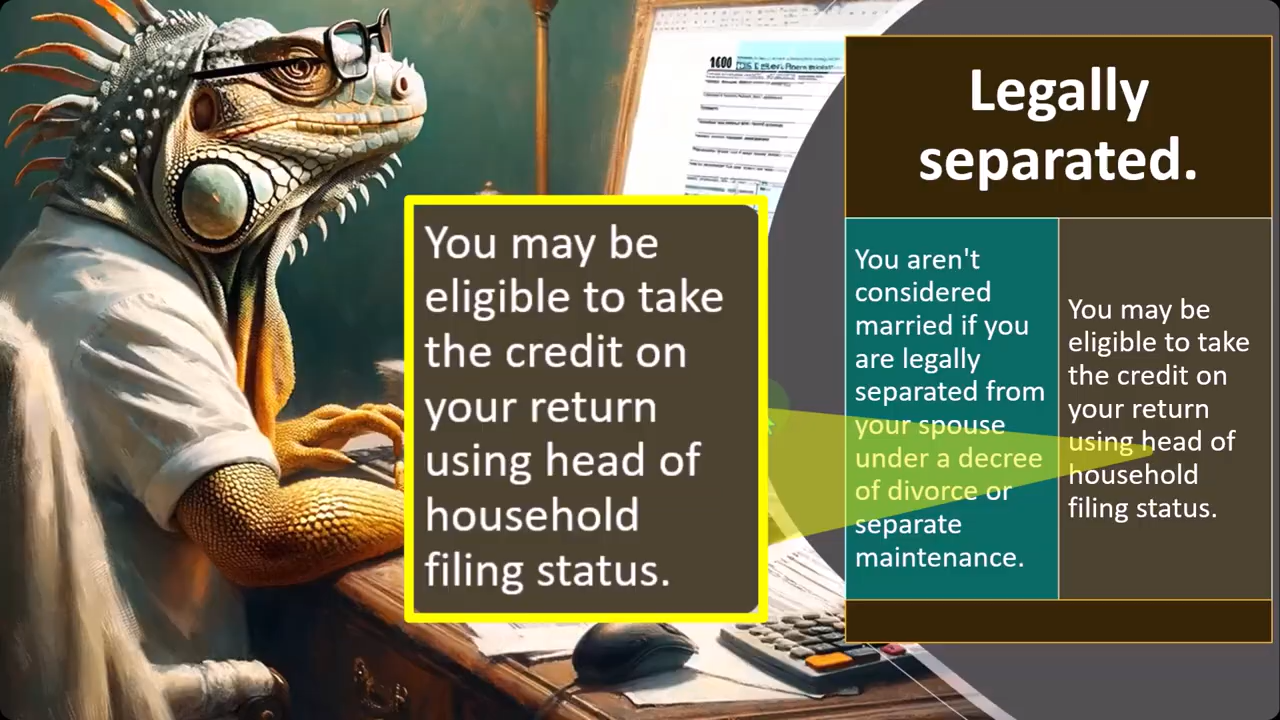 Legally
separated.
You may be
eligible to take
the credit on
your return
using head of
household
filing status.
You aren't
considered
married if you
are legally
separated from
your spouse
under a decree
of divorce or
separate
maintenance.
You may be
eligible to take
the credit on
your return
using head of
household
filing status.